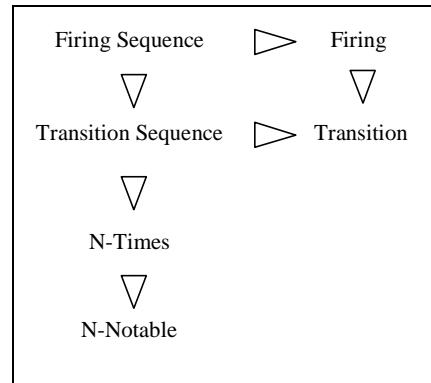 Firing Sequence
Firing
Transition Sequence
Transition
N-Times
N-Notable